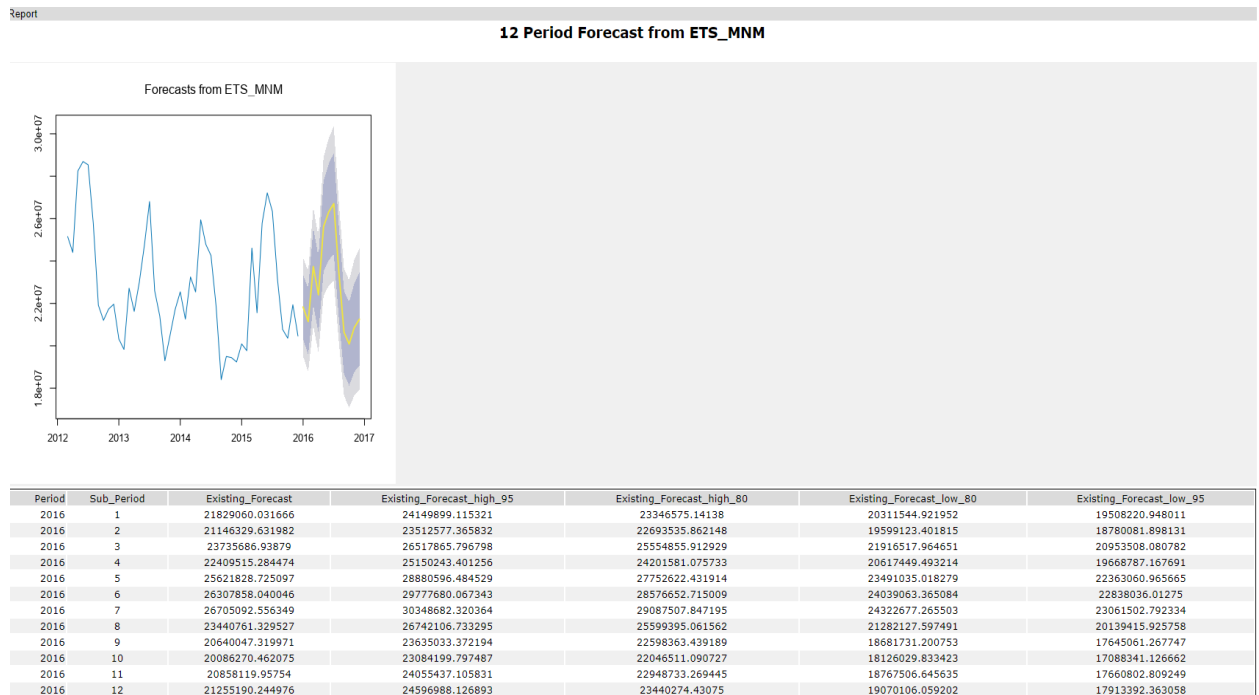 Report
12 Period Forecast from ETS_MNM
Forecasts from ETS_MNM
3.0e+07
2.6e+07
2.2e+07
1.8e+07
2012 2013 2014 2015 2016 2017
Period Sub_Period Existing_Forecast Existing_Forecast_high_95 Existing_Forecast_high_80 Existing_Forecast_low_80 Existing_Forecast_low_95
2016 1 21829060.031666 24149899.115321 23346575.14138 20311544.921952 19508220.948011
2016 2 21146329.631982 23512577.365832 22693535.862148 19599123.401815 18780081.898131
2016 3 23735686.93879 26517865.796798 25554855.912929 21916517.964651 20953508.080782
2016 4 22409515.284474 25150243.401256 24201581.075733 20617449.493214 19668787.167691
2016 5 25621828.725097 28880596.484529 27752622.431914 23491035.018279 22363060.965665
2016 6 26307858.040046 29777680.067343 28576652.715009 24039063.365084 22838036.01275
2016 7 26705092.556349 30348682.320364 29087507.847195 24322677.265503 23061502.792334
2016 8 23440761.329527 26742106.733295 25599395.061562 21282127.597491 20139415.925758
2016 9 20640047.319971 23635033.372194 22598363.439189 18681731.200753 17645061.267747
2016 10 20086270.462075 23084199.797487 22046511.090727 18126029.833423 17088341.126662
2016 11 20858119.95754 24055437.105831 22948733.269445 18767506.645635 17660802.809249
2016 12 21255190.244976 24596988.126893 23440274.43075 19070106.059202 17913392.363058